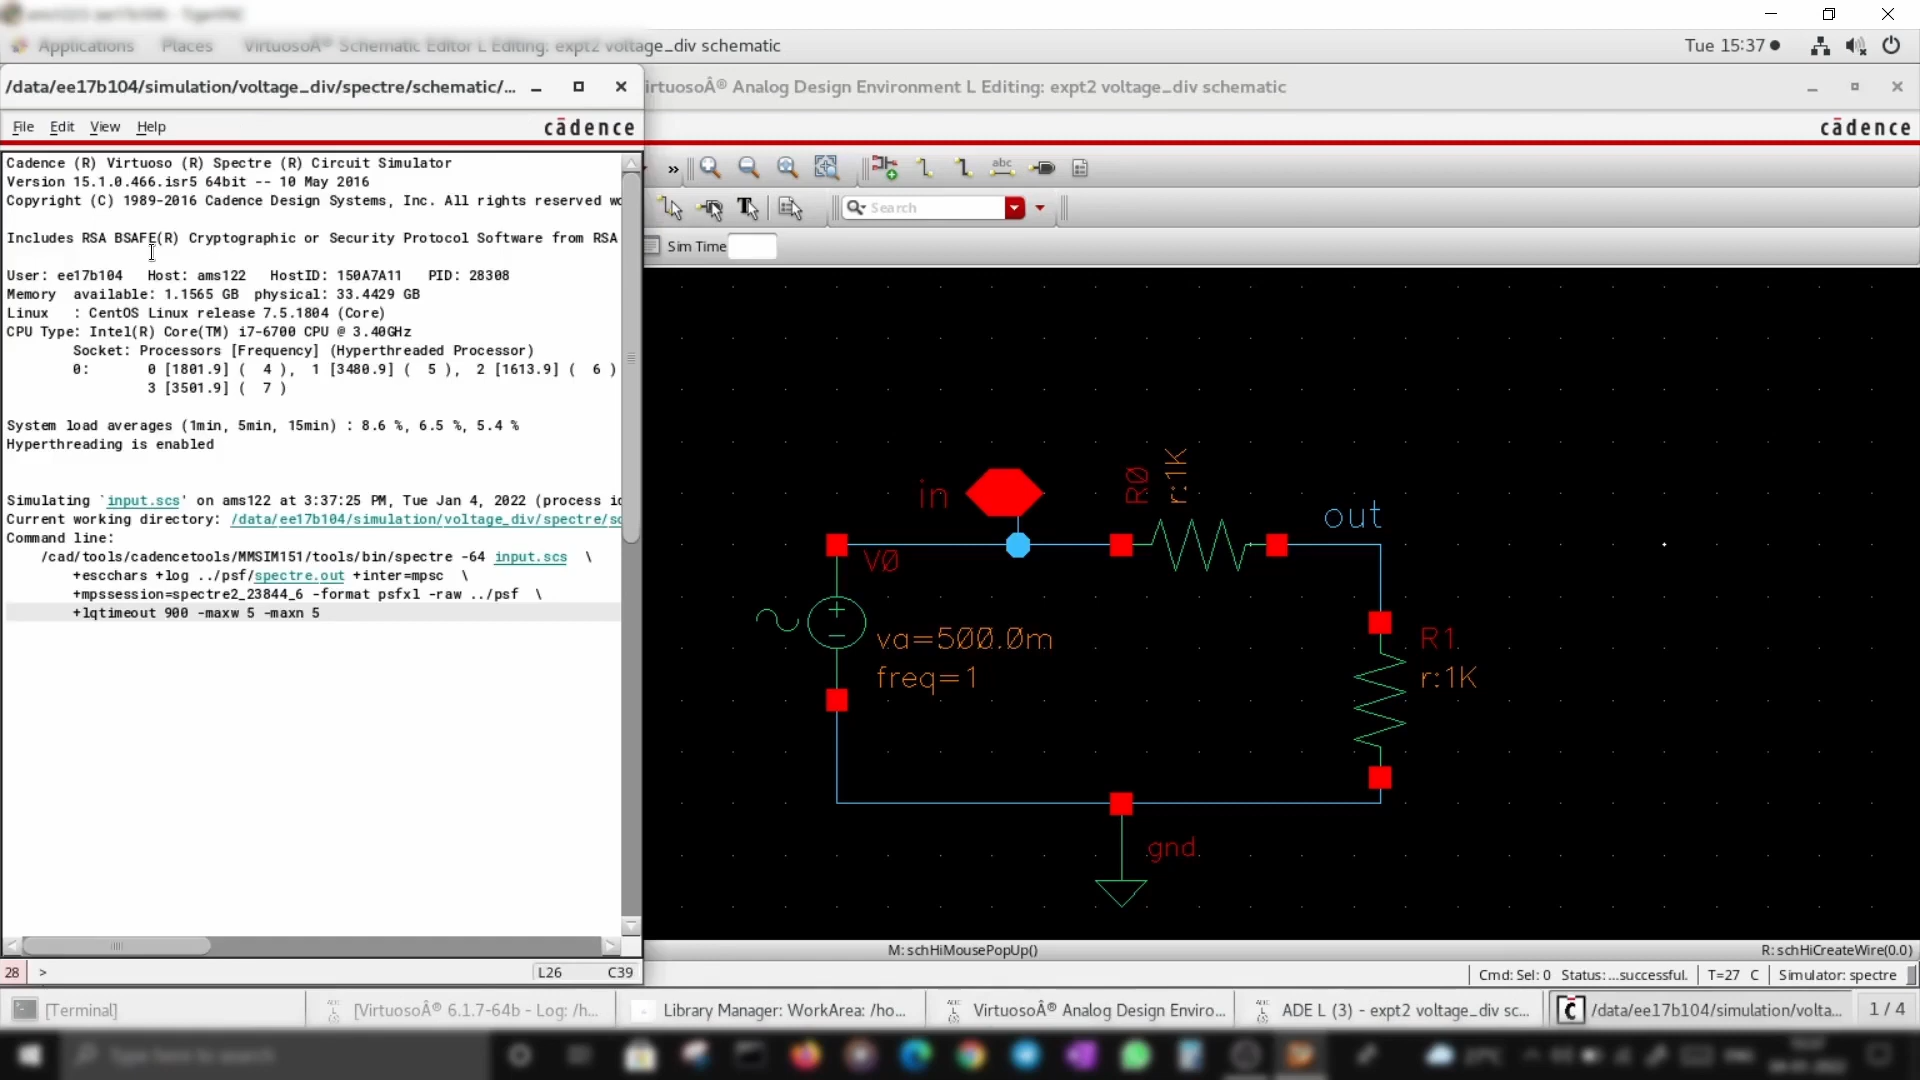 Applications Places VirtuosoÂ® Schematic Editor L Editing: expt2 voltage_div schematic
Tue 15:37
/data/ee17b104/simulation/voltage_div/spectre/schematic/...
irtuosoÂ® Analog Design Environment L Editing: expt2 voltage_div schematic
File Edit View Help
cādence
cādence
Cadence (R) Virtuoso (R) Spectre (R) Circuit Simulator
Version 15.1.0.466.isr5 64bit -- 10 May 2016
Copyright (C) 1989-2016 Cadence Design Systems, Inc. All rights reserved wo
Includes RSA BSAFE(R) Cryptographic or Security Protocol Software from RSA
User: ee17b104 Host: ams122 HostID: 150A7A11 PID: 28308
Memory available: 1.1565 GB physical: 33.4429 GB
Linux : CentOS Linux release 7.5.1804 (Core)
CPU Type: Intel(R) Core(TM) i7-6700 CPU @ 3.40GHz
Socket: Processors [Frequency] (Hyperthreaded Processor)
0: 0 [1801.9] ( 4 ), 1 [3480.9] ( 5 ), 2 [1613.9] ( 6 )
3 [3501.9] ( 7 )
System load averages (1min, 5min, 15min) : 8.6 %, 6.5 %, 5.4 %
Hyperthreading is enabled
Simulating `input.scs' on ams122 at 3:37:25 PM, Tue Jan 4, 2022 (process id
Current working directory: /data/ee17b104/simulation/voltage_div/spectre/sc
Command line:
/cad/tools/cadencetools/MMSIM151/tools/bin/spectre -64 input.scs \
+escchars +log ../psf/spectre.out +inter=mpsc \
+mpssession=spectre2_23844_6 -format psfxl -raw ../psf \
+lqtimeout 900 -maxw 5 -maxn 5
28 >
L26 C39
»
abc
T
Search
Sim Time
in
R0
r:1K
out
V0
va=500.0m
freq=1
R1
r:1K
gnd
M: schHiMousePopUp()
R: schHiCreateWire(0.0)
Cmd: Sel: 0 Status:...successful. T=27 C Simulator: spectre
[Terminal]
[VirtuosoÂ® 6.1.7-64b - Log: /h...
Library Manager: WorkArea: /ho...
VirtuosoÂ® Analog Design Enviro...
ADE L (3) - expt2 voltage_div sc...
/data/ee17b104/simulation/volta...
1 / 4
Type here to search